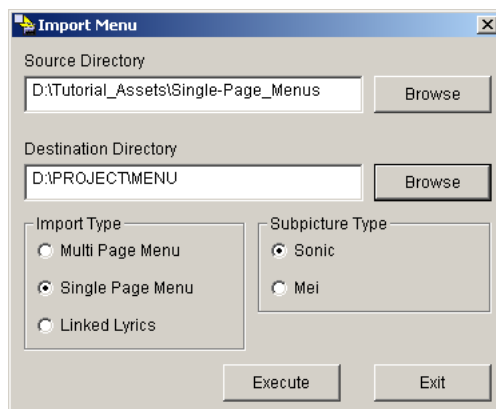 Import Menu
Source Directory
D:\Tutorial_Assets\Single-Page_Menus
Browse
Destination Directory
D:\PROJECT\MENU
Browse
Import Type
Multi Page Menu
Single Page Menu
Linked Lyrics
Subpicture Type
Sonic
Mei
Execute
Exit